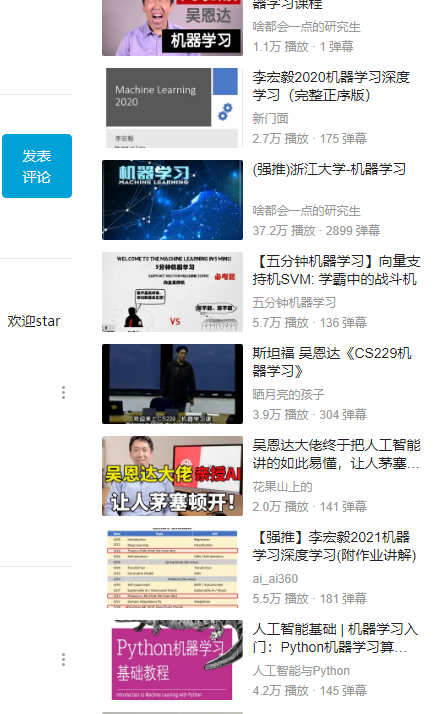 器学习课程
吴恩达
机器学习
啥都会一点的研究生
1.1万 播放 · 1 弹幕
Machine Learning
2020
李宏毅
李宏毅2020机器学习深度
学习（完整正序版）
新门面
2.7万 播放 · 175 弹幕
发表
评论
机器学习
MACHINE LEARNING
(强推)浙江大学-机器学习
啥都会一点的研究生
37.2万 播放 · 2899 弹幕
WELCOME TO THE MACHINE LEARNING IN 5 MINS!
5分钟机器学习
必考题
VS
【五分钟机器学习】向量支
持机SVM: 学霸中的战斗机
五分钟机器学习
5.7万 播放 · 136 弹幕
欢迎star
欢迎来上CS229，机器学习课
斯坦福 吴恩达《CS229机
器学习》
晒月亮的孩子
3.9万 播放 · 304 弹幕
吴恩达大佬亲授AI
让人茅塞顿开！
吴恩达大佬终于把人工智能
讲的如此易懂，让人茅塞…
花果山上的
2.0万 播放 · 141 弹幕
【强推】李宏毅2021机器
学习深度学习(附作业讲解)
ai_ai360
5.5万 播放 · 181 弹幕
Python机器学习
基础教程
Introduction to Machine Learning with Python
人工智能基础 | 机器学习入
门：Python机器学习算…
人工智能与Python
4.2万 播放 · 145 弹幕